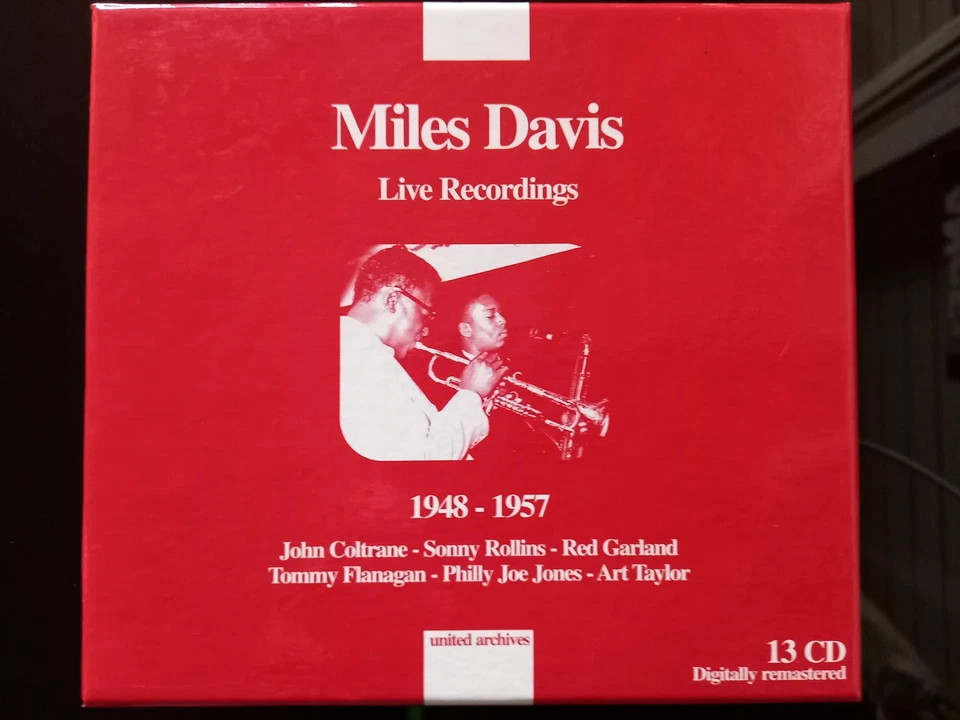 Miles Davis
Live Recordings
1948 - 1957
John Coltrane - Sonny Rollins - Red Garland
Tommy Flanagan - Philly Joe Jones - Art Taylor
united archives
13 CD
Digitally remastered